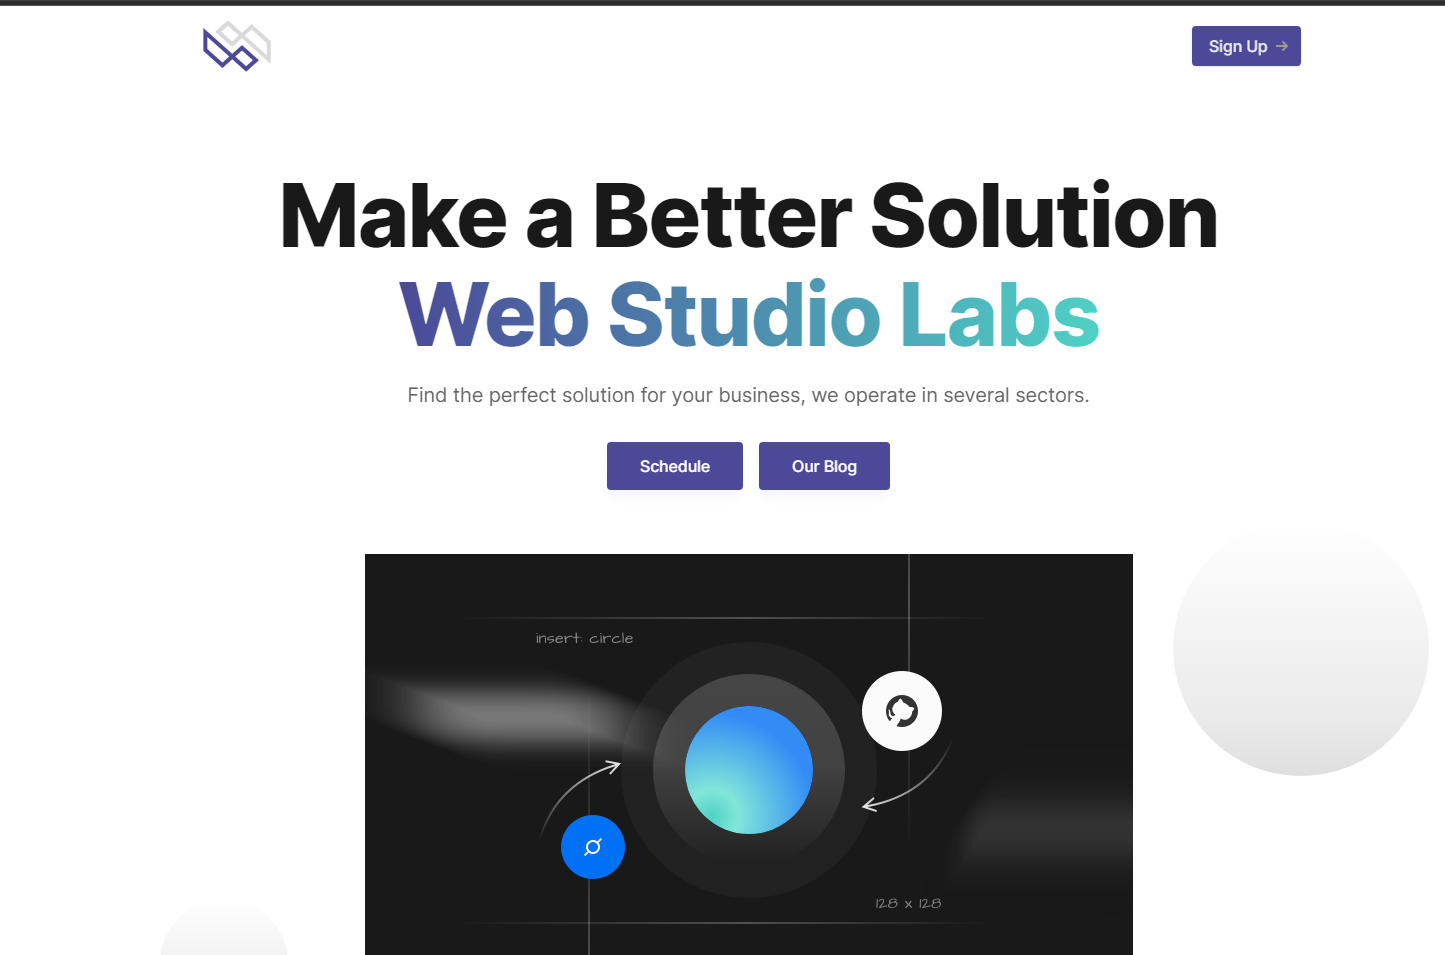 Sign Up →
Make a Better Solution
Web Studio Labs
Find the perfect solution for your business, we operate in several sectors.
Schedule
Our Blog
insert: circle
128 x 128